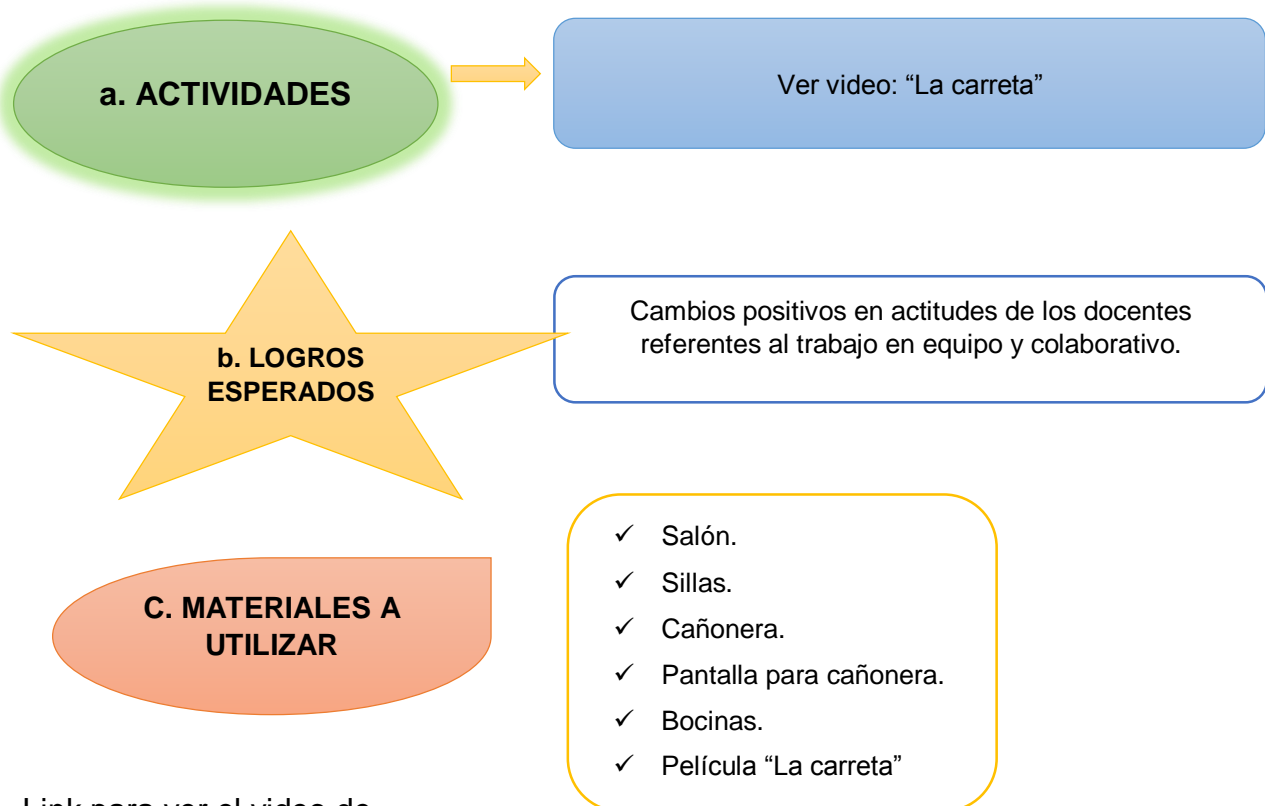 a. ACTIVIDADES
Ver video: “La carreta”
b. LOGROS
ESPERADOS
Cambios positivos en actitudes de los docentes
referentes al trabajo en equipo y colaborativo.
C. MATERIALES A
UTILIZAR
✓ Salón.
✓ Sillas.
✓ Cañonera.
✓ Pantalla para cañonera.
✓ Bocinas.
✓ Película “La carreta”
Link para ver el video de